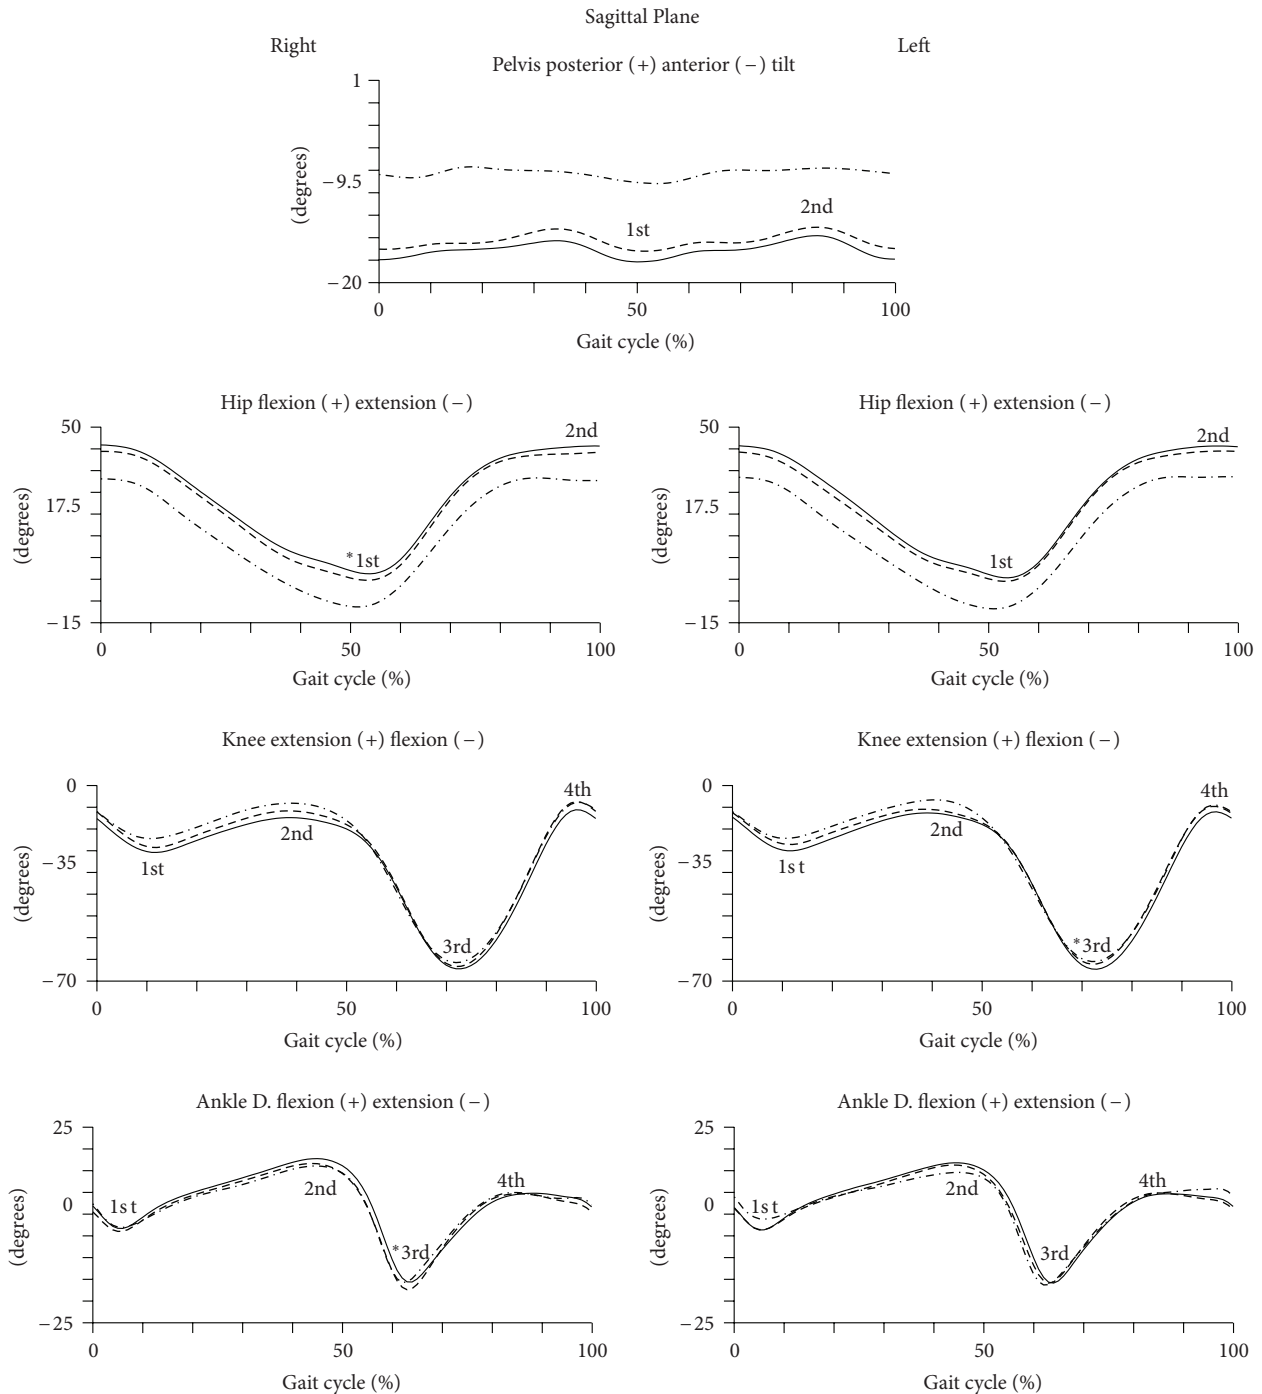 Sagittal Plane
Right Left
Pelvis posterior (+) anterior (−) tilt
1
−9.5
−20
(degrees)
1st
2nd
0 50 100
Gait cycle (%)
Hip flexion (+) extension (−)
50
17.5
−15
(degrees)
*1st
2nd
0 50 100
Gait cycle (%)
Hip flexion (+) extension (−)
50
17.5
−15
(degrees)
1st
2nd
0 50 100
Gait cycle (%)
Knee extension (+) flexion (−)
0
−35
−70
(degrees)
1st
2nd
3rd
4th
0 50 100
Gait cycle (%)
Knee extension (+) flexion (−)
0
−35
−70
(degrees)
1st
2nd
*3rd
4th
0 50 100
Gait cycle (%)
Ankle D. flexion (+) extension (−)
25
0
−25
(degrees)
1st
2nd
*3rd
4th
0 50 100
Gait cycle (%)
Ankle D. flexion (+) extension (−)
25
0
−25
(degrees)
1st
2nd
3rd
4th
0 50 100
Gait cycle (%)